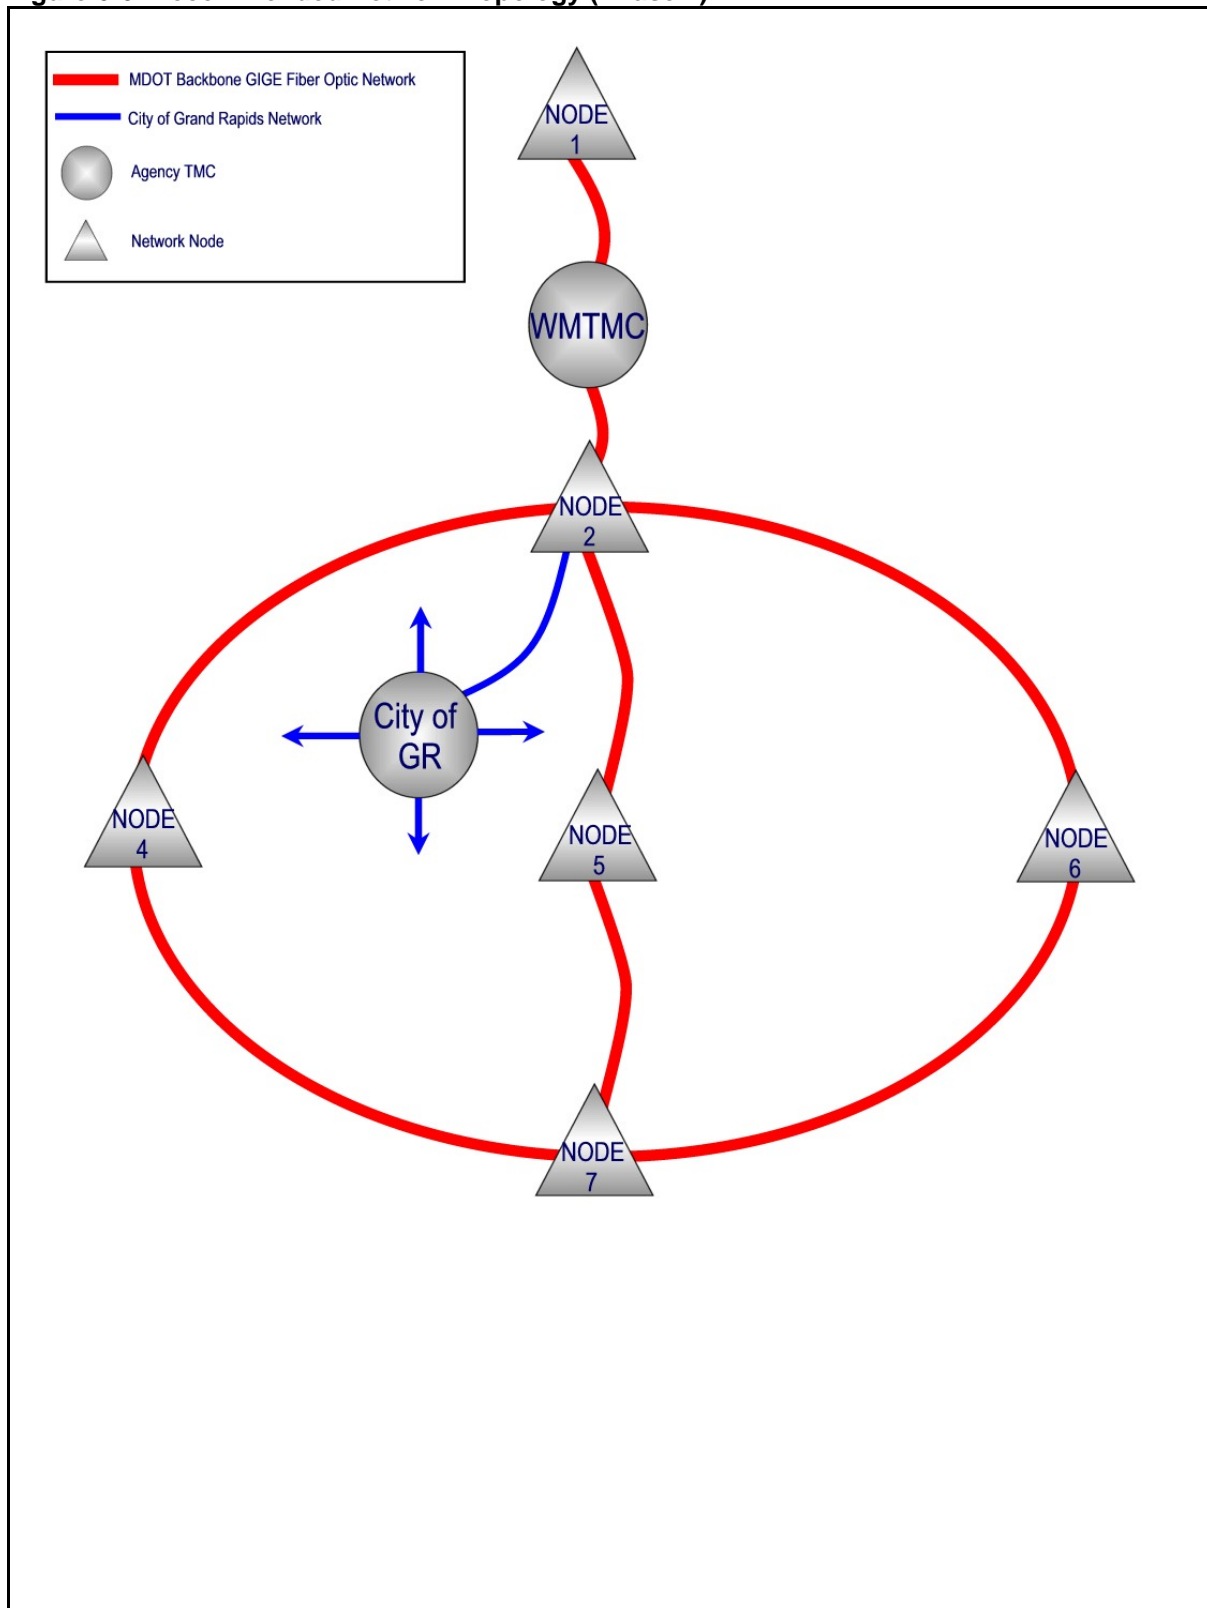 MDOT Backbone GIGE Fiber Optic Network
City of Grand Rapids Network
Agency TMC
Network Node
NODE
1
WMTMC
NODE
2
City of
GR
NODE
4
NODE
5
NODE
6
NODE
7